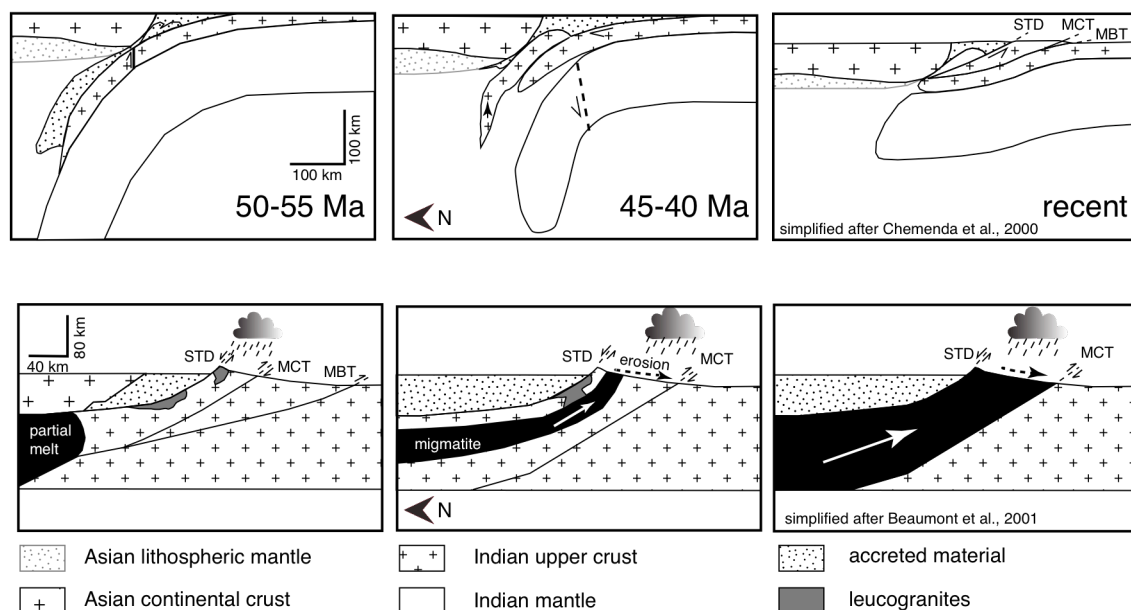 STD MCT
MBT
100 km
100 km
50-55 Ma
N
45-40 Ma
recent
simplified after Chemenda et al., 2000
80 km
40 km
STD
MCT
MBT
partial
melt
STD
erosion
MCT
migmatite
N
STD
MCT
simplified after Beaumont et al., 2001
Asian lithospheric mantle
Indian upper crust
accreted material
Asian continental crust
Indian mantle
leucogranites